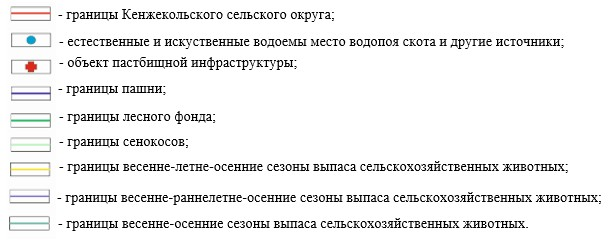 - границы Кенжекольского сельского округа;
- естественные и искуственные водоемы место водопоя скота и другие источники;
- объект пастбищной инфраструктуры;
- границы пашни;
- границы лесного фонда;
- границы сенокосов;
- границы весенне-летне-осенние сезоны выпаса сельскохозяйственных животных;
- границы весенне-раннелетне-осенние сезоны выпаса сельскохозяйственных животных;
- границы весенне-осенние сезоны выпаса сельскохозяйственных животных.